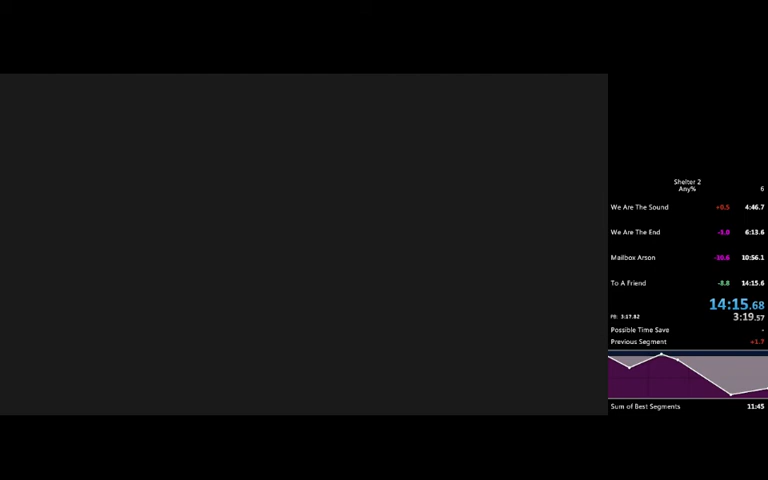 Shelter 2
Any% 6
We Are The Sound +0.5 4:46.7
We Are The End -3.0 6:13.6
Mailbox Arson -10.6 10:56.1
To A Friend -8.8 14:15.6
14:15.68
PB: 3:17.82 3:19.57
Possible Time Save -
Previous Segment +1.7
Sum of Best Segments 11:45